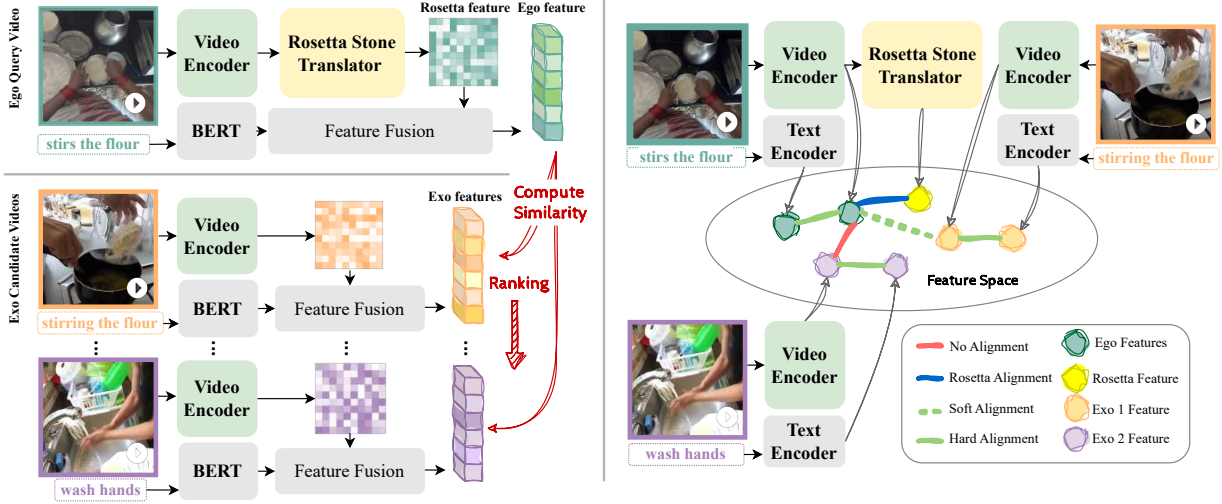 Ego Query Video
Video
Encoder
Rosetta Stone
Translator
Rosetta feature
Ego feature
BERT
Feature Fusion
stirs the flour
Exo Candidate Videos
Video
Encoder
Exo features
Compute
Similarity
Ranking
BERT
Feature Fusion
stirring the flour
Video
Encoder
BERT
Feature Fusion
wash hands
Video
Encoder
Rosetta Stone
Translator
Video
Encoder
Text
Encoder
Text
Encoder
stirs the flour
stirring the flour
Feature Space
Video
Encoder
Text
Encoder
wash hands
No Alignment
Ego Features
Rosetta Alignment
Rosetta Feature
Soft Alignment
Exo 1 Feature
Hard Alignment
Exo 2 Feature